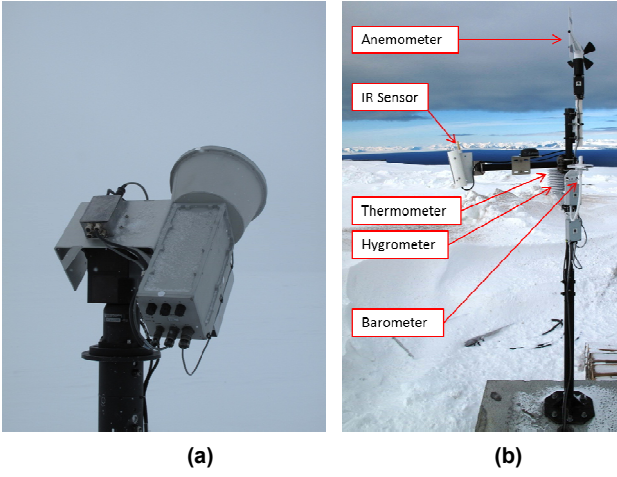 Anemometer
IR Sensor
Thermometer
Hygrometer
Barometer
(a)
(b)